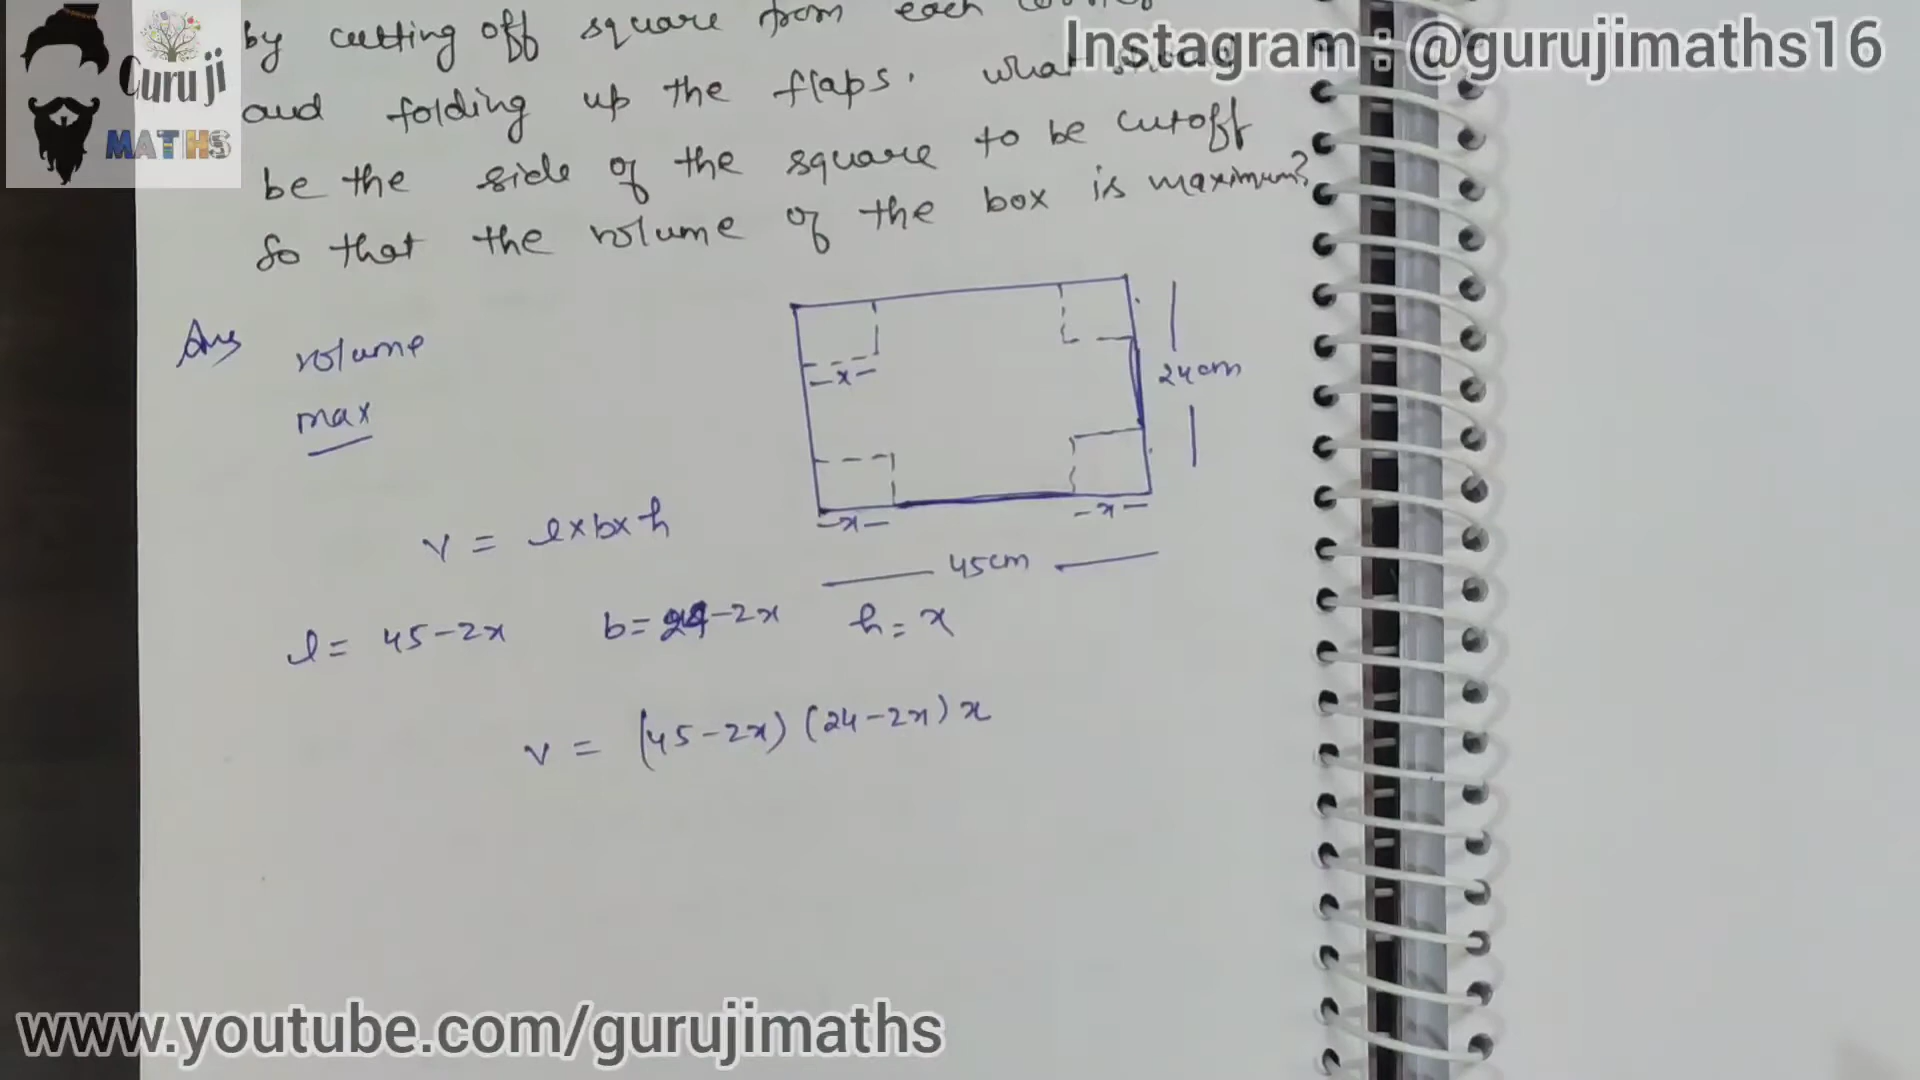 by cutting off square from each
Instagram : @gurujimaths16
Guruji
MATHS
and folding up the flaps. what
be the side of the square to be cutoff
So that the volume of the box is maximum?
Ans volume
max
x
24cm
x x
45cm
v = l×b×h
l = 45-2x b= 24-2x h= x
v = (45-2x) (24-2x) x
www.youtube.com/gurujimaths